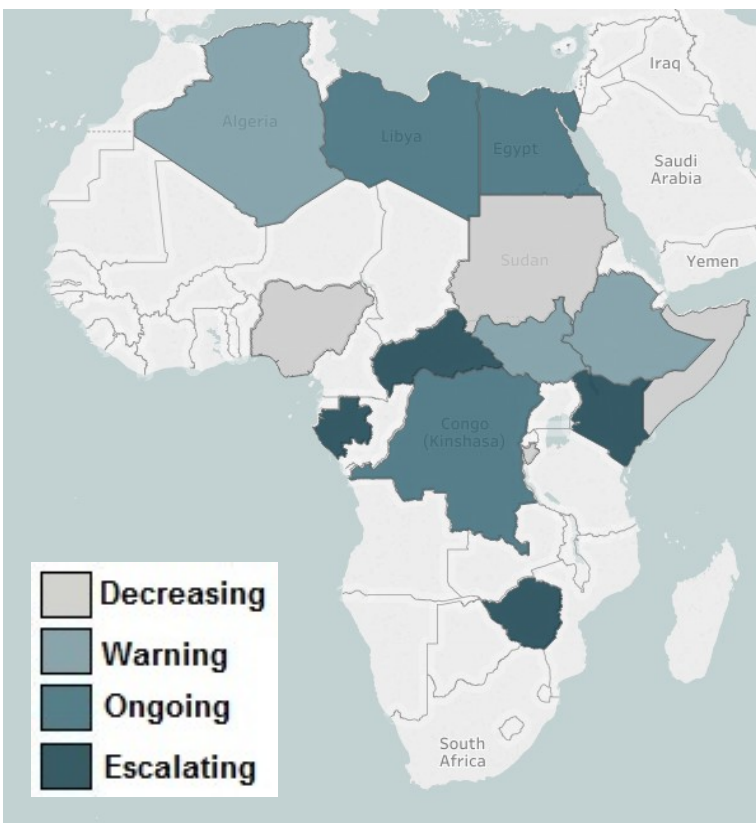 Iraq
Algeria
Libya
Egypt
Saudi
Arabia
Sudan
Yemen
Congo
(Kinshasa)
Decreasing
Warning
Ongoing
Escalating
South
Africa